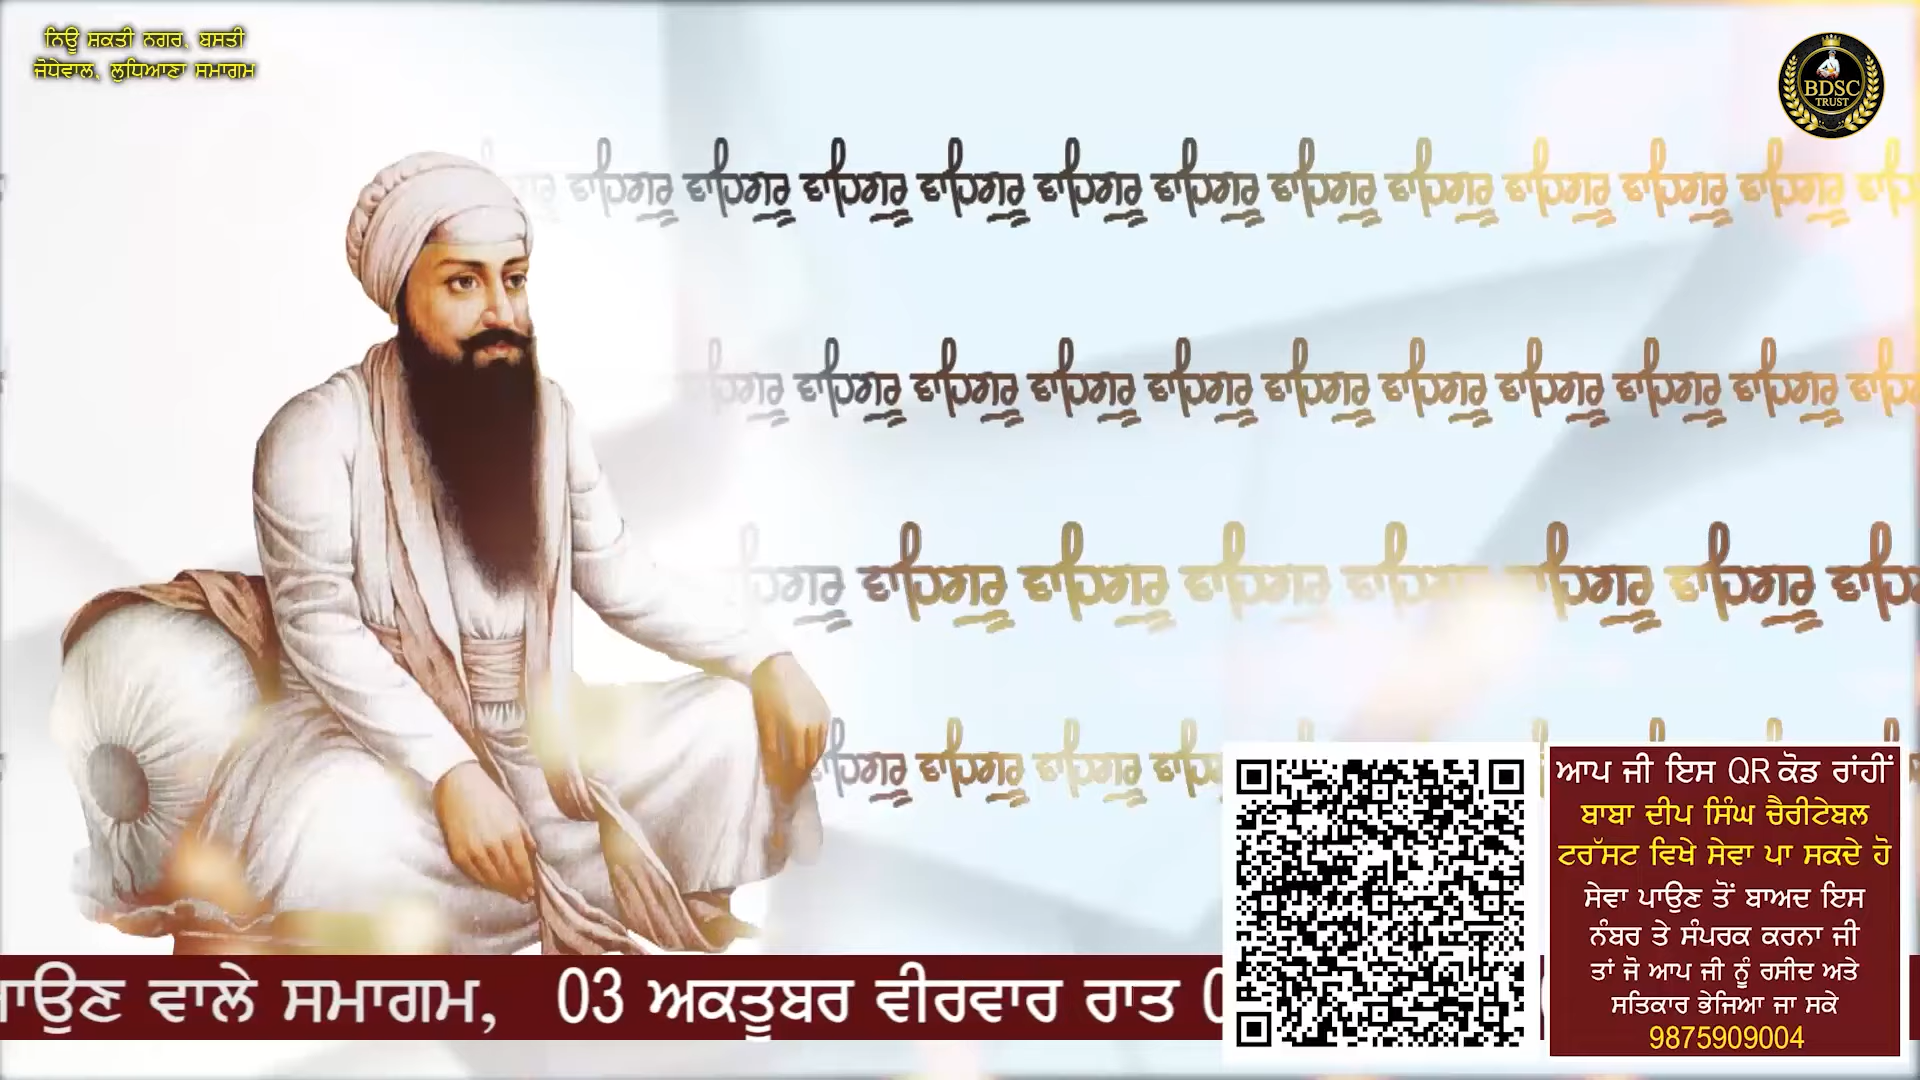 ਨਿਊ ਸ਼ਕਤੀ ਨਗਰ, ਬਸਤੀ
ਜੋਧੇਵਾਲ, ਲੁਧਿਆਣਾ ਸਮਾਗਮ
BDSC
TRUST
ਵਾਹਿਗੁਰੂ ਵਾਹਿਗੁਰੂ ਵਾਹਿਗੁਰੂ ਵਾਹਿਗੁਰੂ ਵਾਹਿਗੁਰੂ ਵਾਹਿਗੁਰੂ ਵਾਹਿਗੁਰੂ ਵਾਹਿਗੁਰੂ ਵਾਹਿਗੁਰੂ ਵਾਹਿਗੁਰੂ ਵਾਹਿਗੁਰੂ
ਵਾਹਿਗੁਰੂ ਵਾਹਿਗੁਰੂ ਵਾਹਿਗੁਰੂ ਵਾਹਿਗੁਰੂ ਵਾਹਿਗੁਰੂ ਵਾਹਿਗੁਰੂ ਵਾਹਿਗੁਰੂ ਵਾਹਿਗੁਰੂ ਵਾਹਿਗੁਰੂ ਵਾਹਿਗੁਰੂ
ਵਾਹਿਗੁਰੂ ਵਾਹਿਗੁਰੂ ਵਾਹਿਗੁਰੂ ਵਾਹਿਗੁਰੂ ਵਾਹਿਗੁਰੂ ਵਾਹਿਗੁਰੂ
ਵਾਹਿਗੁਰੂ ਵਾਹਿਗੁਰੂ ਵਾਹਿਗੁਰੂ
ਆਪ ਜੀ ਇਸ QR ਕੋਡ ਰਾਂਹੀਂ
ਬਾਬਾ ਦੀਪ ਸਿੰਘ ਚੈਰੀਟੇਬਲ
ਟਰੱਸਟ ਵਿਖੇ ਸੇਵਾ ਪਾ ਸਕਦੇ ਹੋ
ਸੇਵਾ ਪਾਉਣ ਤੋਂ ਬਾਅਦ ਇਸ
ਨੰਬਰ ਤੇ ਸੰਪਰਕ ਕਰਨਾ ਜੀ
ਤਾਂ ਜੋ ਆਪ ਜੀ ਨੂੰ ਰਸੀਦ ਅਤੇ
ਸਤਿਕਾਰ ਭੇਜਿਆ ਜਾ ਸਕੇ
9875909004
ਵਾਲੇ ਸਮਾਗਮ, 03 ਅਕਤੂਬਰ ਵੀਰਵਾਰ ਰਾਤ